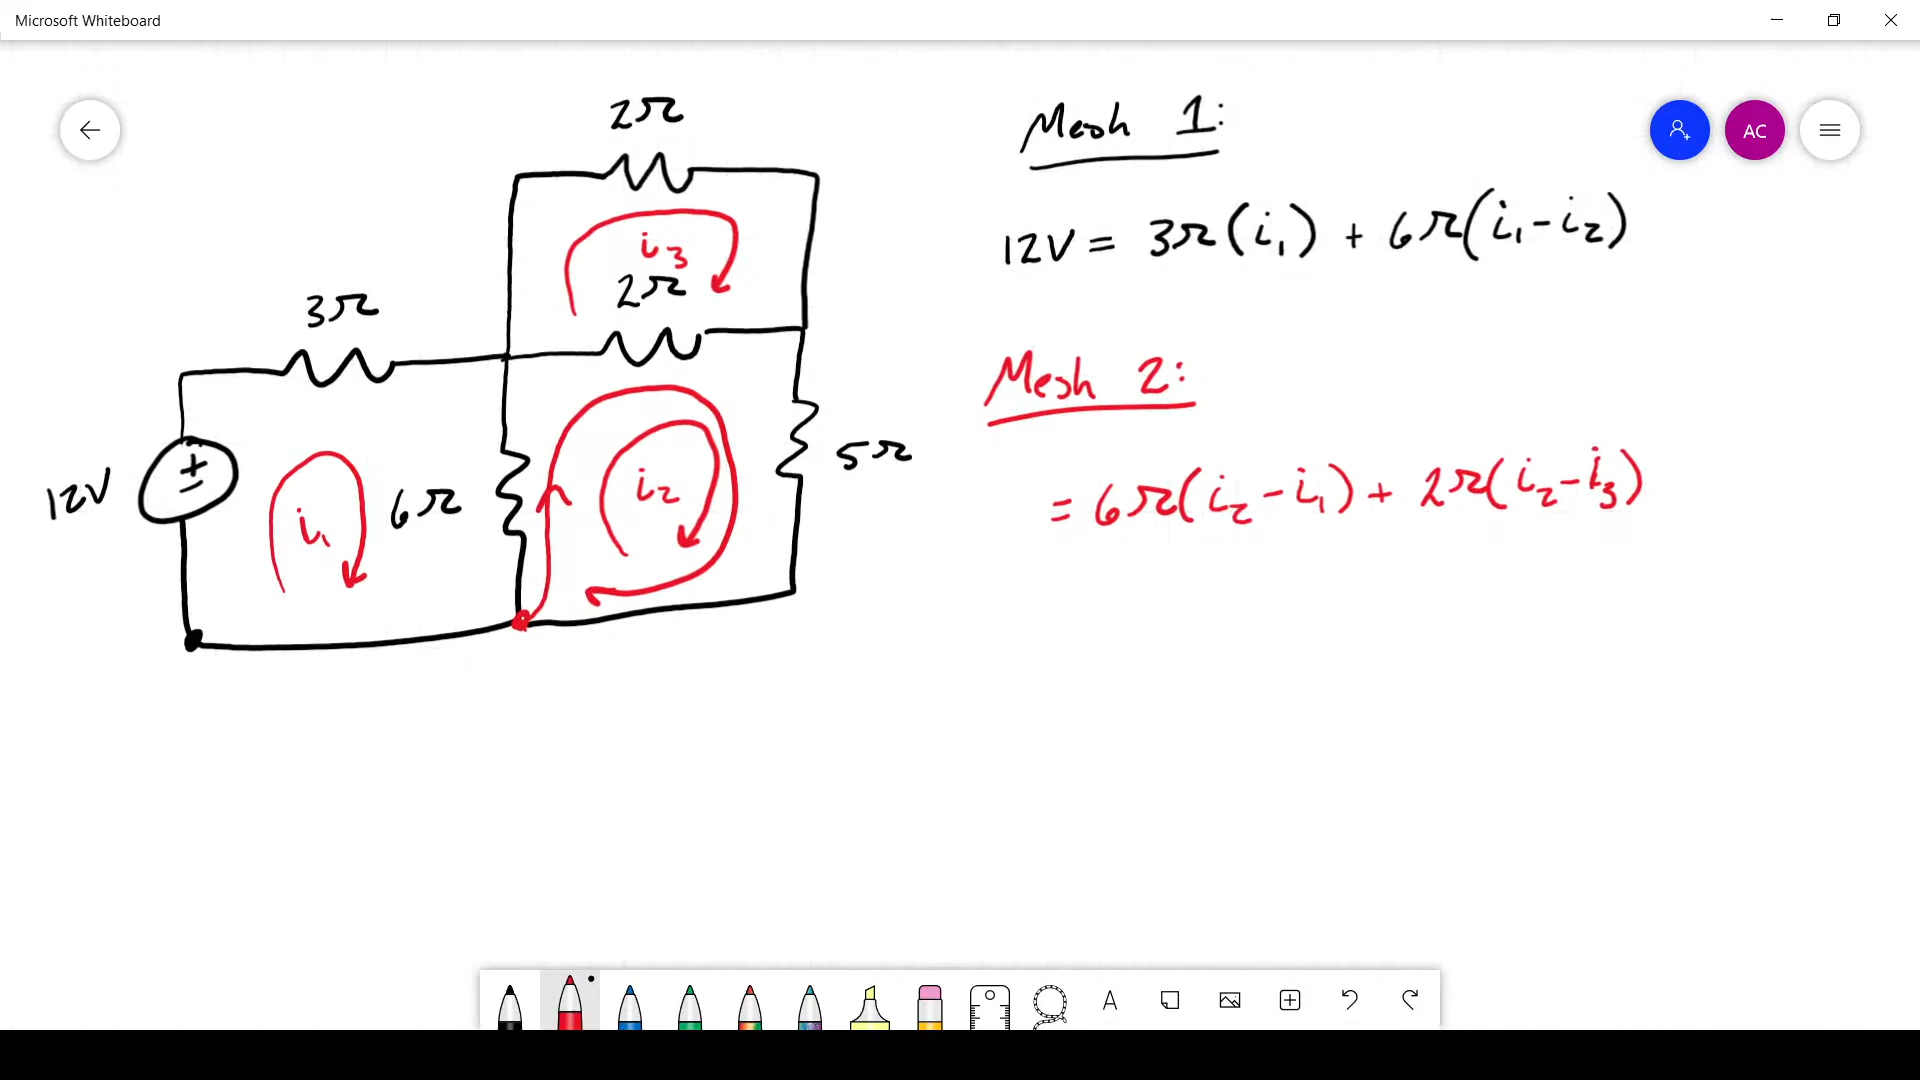 Microsoft Whiteboard
AC
2Ω
i₃
2Ω
3Ω
12V
i₁
6Ω
i₂
5Ω
Mesh 1:
12V = 3Ω(i₁) + 6Ω(i₁-i₂)
Mesh 2:
= 6Ω(i₂-i₁) + 2Ω(i₂-i₃)